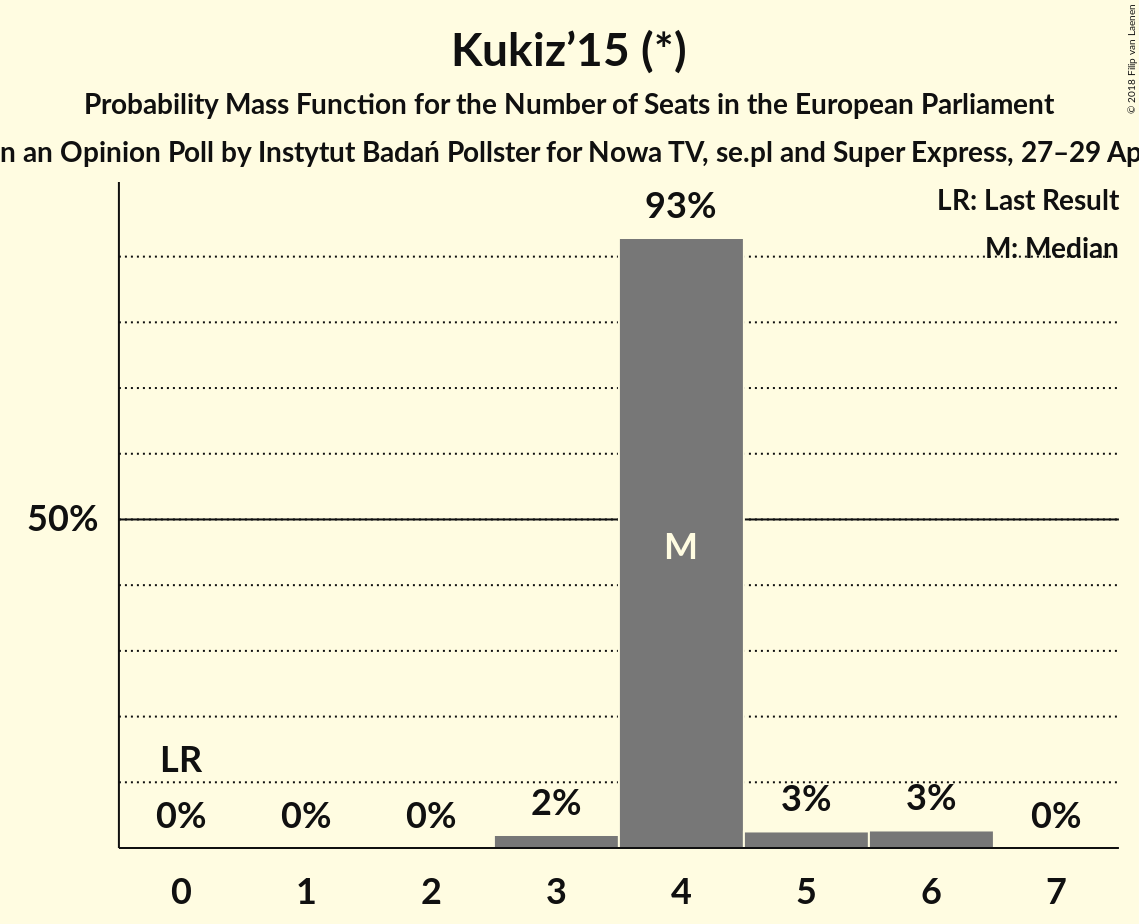 Kukiz’15 (*)
© 2018 Filip van Laenen
Probability Mass Function for the Number of Seats in the European Parliament
an Opinion Poll by Instytut Badań Pollster for Nowa TV, se.pl and Super Express, 27–29
LR: Last Result
M: Median
93%
50%
M
LR
0% 0% 0% 2% 3% 3% 0%
0 1 2 3 4 5 6 7